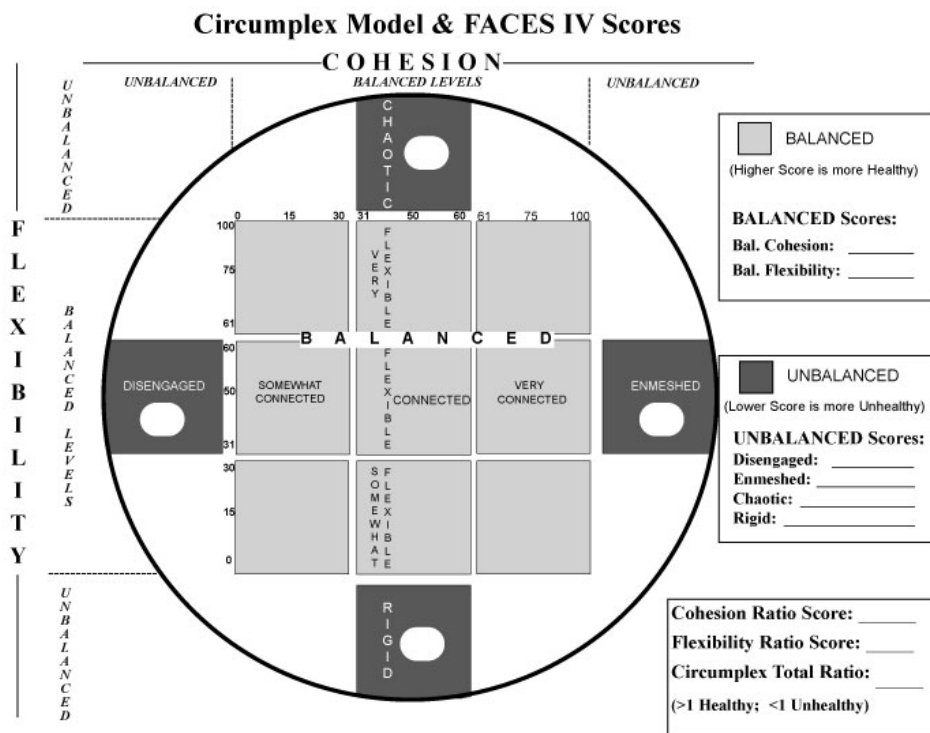 Circumplex Model & FACES IV Scores
COHESION
UNBALANCED
BALANCED LEVELS
UNBALANCED
UNBALANCED
FLEXIBILITY
BALANCED LEVELS
UNBALANCED
CHAOTIC
0 15 30 31 50 60 61 75 100
100
75
61
VERY
FLEXIBLE
BALANCED
60
50
31
DISENGAGED
SOMEWHAT
CONNECTED
FLEXIBLE
CONNECTED
VERY
CONNECTED
ENMESHED
30
15
0
SOMEWHAT
FLEXIBLE
RIGID
BALANCED
(Higher Score is more Healthy)
BALANCED Scores:
Bal. Cohesion:
Bal. Flexibility:
UNBALANCED
(Lower Score is more Unhealthy)
UNBALANCED Scores:
Disengaged:
Enmeshed:
Chaotic:
Rigid:
Cohesion Ratio Score:
Flexibility Ratio Score:
Circumplex Total Ratio:
(>1 Healthy; <1 Unhealthy)